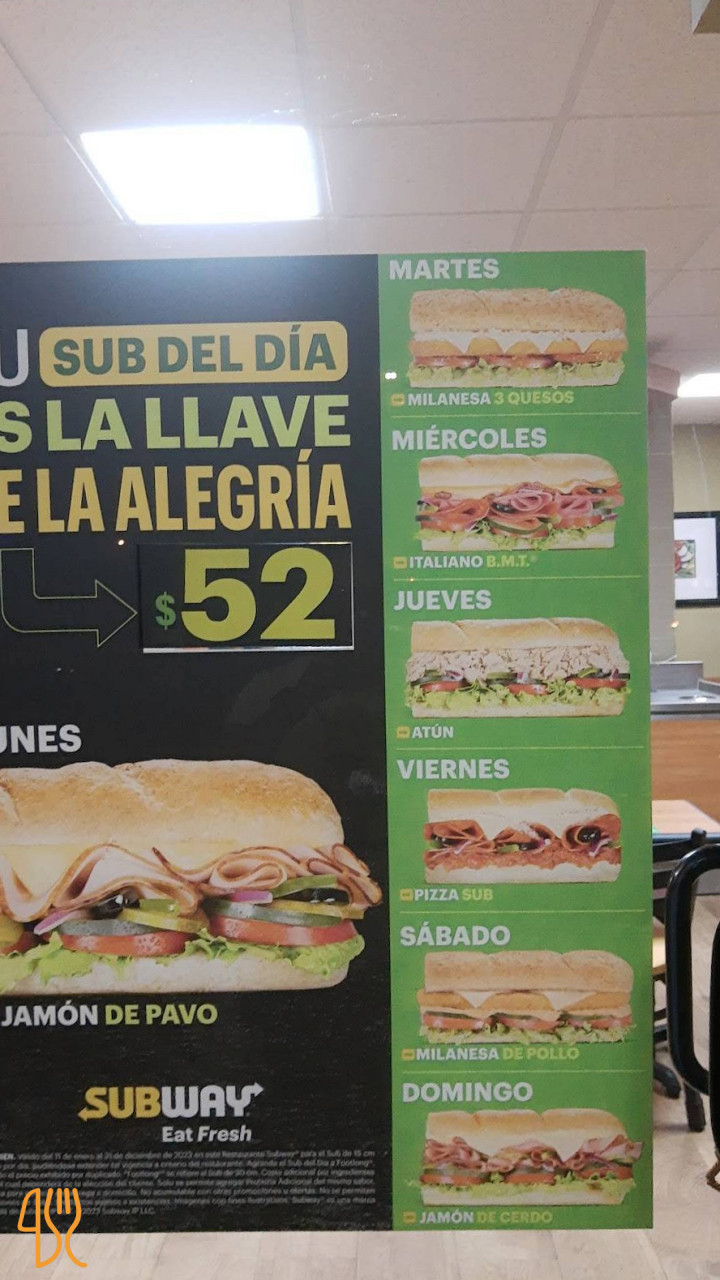 U SUB DEL DÍA
S LA LLAVE
E LA ALEGRÍA
$52
UNES
JAMÓN DE PAVO
SUBWAY
Eat Fresh
MARTES
MILANESA 3 QUESOS
MIÉRCOLES
ITALIANO B.M.T.®
JUEVES
ATÚN
VIERNES
PIZZA SUB
SÁBADO
MILANESA DE POLLO
DOMINGO
JAMÓN DE CERDO